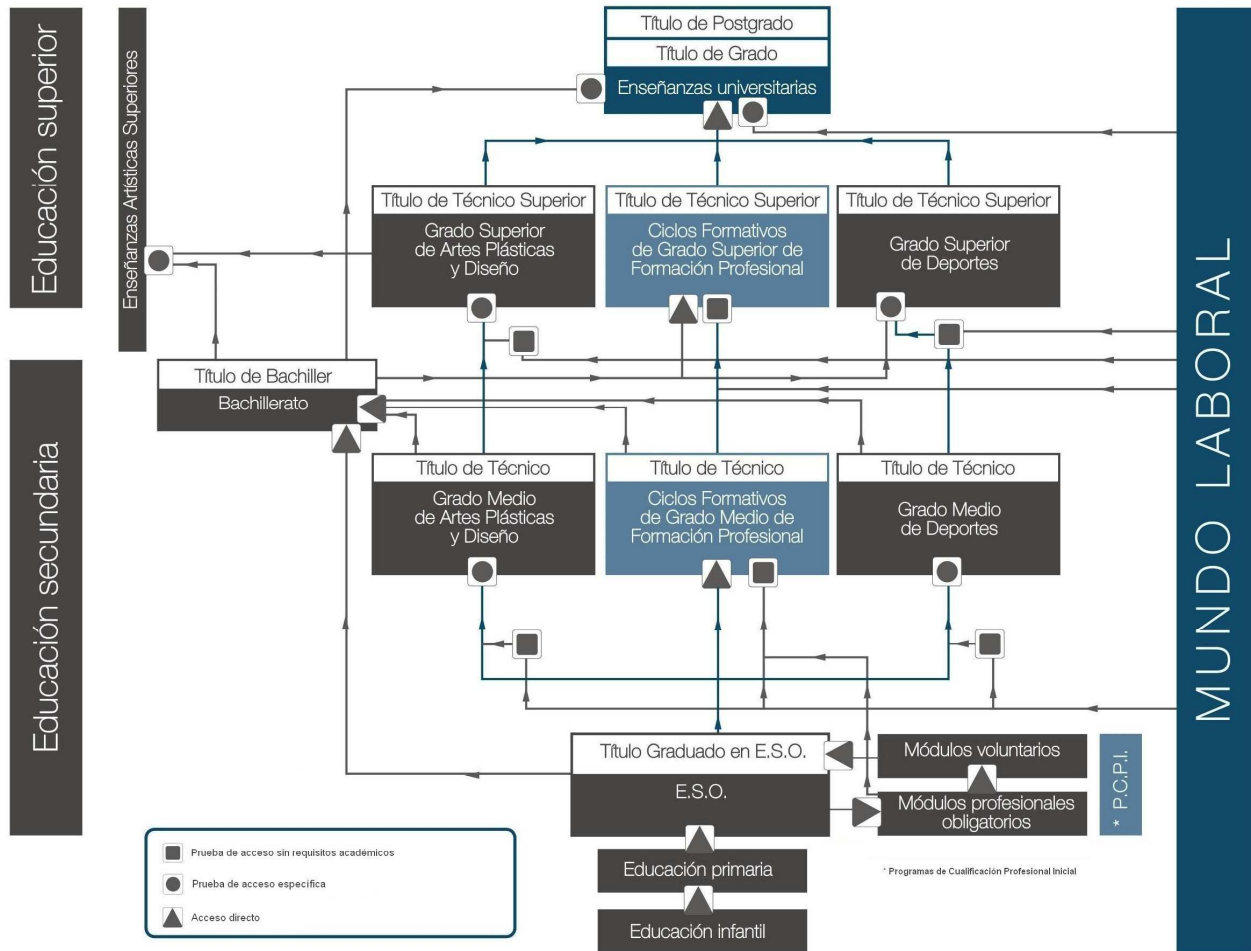 Educación superior
Enseñanzas Artísticas Superiores
Título de Postgrado
Título de Grado
Enseñanzas universitarias
Título de Técnico Superior
Grado Superior
de Artes Plásticas
y Diseño
Título de Técnico Superior
Ciclos Formativos
de Grado Superior de
Formación Profesional
Título de Técnico Superior
Grado Superior
de Deportes
MUNDO LABORAL
Educación secundaria
Título de Bachiller
Bachillerato
Título de Técnico
Grado Medio
de Artes Plásticas
y Diseño
Título de Técnico
Ciclos Formativos
de Grado Medio de
Formación Profesional
Título de Técnico
Grado Medio
de Deportes
Título Graduado en E.S.O.
E.S.O.
Módulos voluntarios
Módulos profesionales
obligatorios
* P.C.P.I.
Educación primaria
Educación infantil
* Programas de Cualificación Profesional Inicial
Prueba de acceso sin requisitos académicos
Prueba de acceso específica
Acceso directo